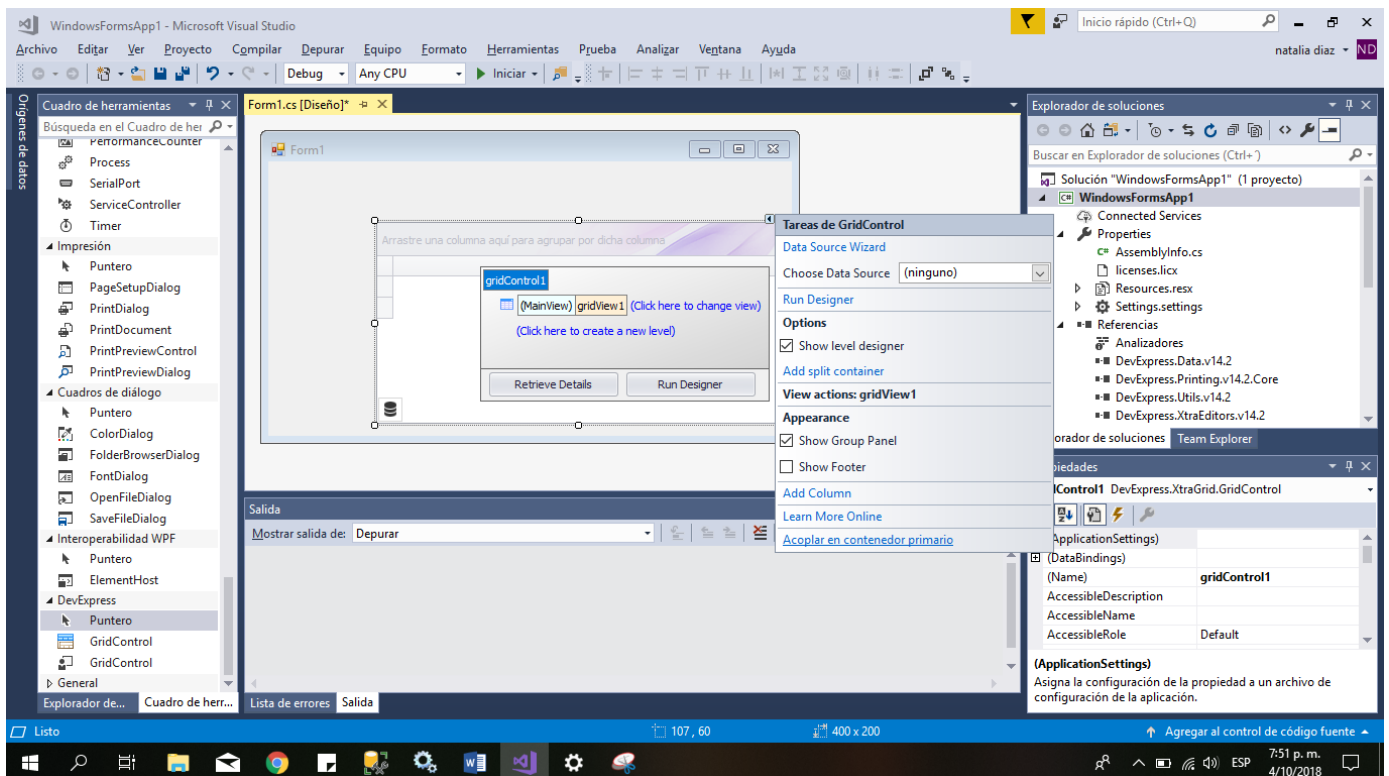 WindowsFormsApp1 - Microsoft Visual Studio
Inicio rápido (Ctrl+Q)
Archivo Editar Ver Proyecto Compilar Depurar Equipo Formato Herramientas Prueba Analizar Ventana Ayuda
natalia diaz ND
Debug Any CPU Iniciar
Orígenes de datos
Cuadro de herramientas
Búsqueda en el Cuadro de her
PerformanceCounter
Process
SerialPort
ServiceController
Timer
Impresión
Puntero
PageSetupDialog
PrintDialog
PrintDocument
PrintPreviewControl
PrintPreviewDialog
Cuadros de diálogo
Puntero
ColorDialog
FolderBrowserDialog
FontDialog
OpenFileDialog
SaveFileDialog
Interoperabilidad WPF
Puntero
ElementHost
DevExpress
Puntero
GridControl
GridControl
General
Explorador de... Cuadro de herr...
Form1.cs [Diseño]*
Form1
Arrastre una columna aquí para agrupar por dicha columna
gridControl1
(MainView) gridView1 (Click here to change view)
(Click here to create a new level)
Retrieve Details Run Designer
Tareas de GridControl
Data Source Wizard
Choose Data Source (ninguno)
Run Designer
Options
Show level designer
Add split container
View actions: gridView1
Appearance
Show Group Panel
Show Footer
Add Column
Learn More Online
Acoplar en contenedor primario
Salida
Mostrar salida de: Depurar
Lista de errores Salida
Explorador de soluciones
Buscar en Explorador de soluciones (Ctrl+´)
Solución "WindowsFormsApp1" (1 proyecto)
C# WindowsFormsApp1
Connected Services
Properties
C# AssemblyInfo.cs
licenses.licx
Resources.resx
Settings.settings
Referencias
Analizadores
DevExpress.Data.v14.2
DevExpress.Printing.v14.2.Core
DevExpress.Utils.v14.2
DevExpress.XtraEditors.v14.2
orador de soluciones Team Explorer
piedades
dControl1 DevExpress.XtraGrid.GridControl
ApplicationSettings)
(DataBindings)
(Name) gridControl1
AccessibleDescription
AccessibleName
AccessibleRole Default
(ApplicationSettings)
Asigna la configuración de la propiedad a un archivo de
configuración de la aplicación.
Listo 107 , 60 400 x 200 Agregar al control de código fuente
ESP 7:51 p. m.
4/10/2018